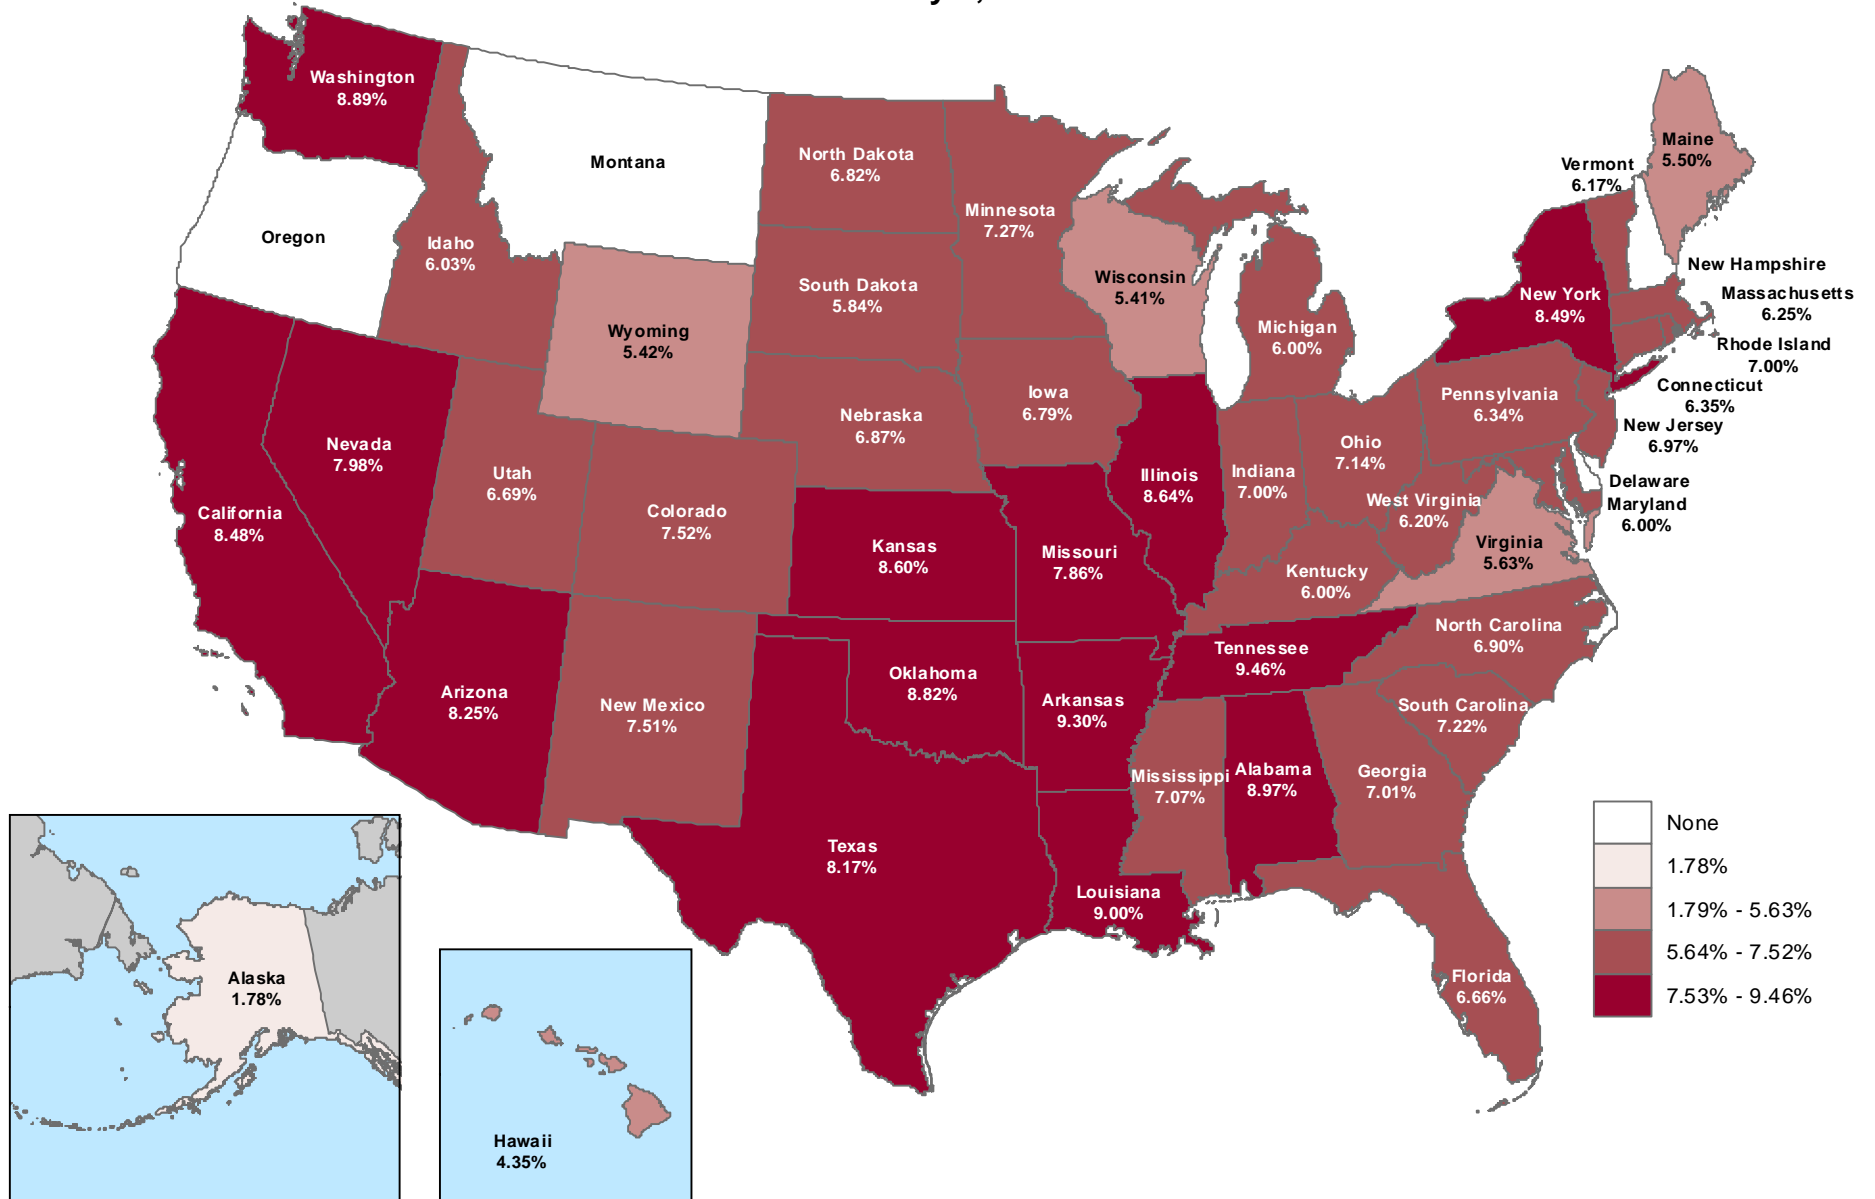 Washington
8.89%
Montana
North Dakota
6.82%
Minnesota
7.27%
Maine
5.50%
Vermont
6.17%
Oregon
Idaho
6.03%
Wyoming
5.42%
South Dakota
5.84%
Wisconsin
5.41%
Michigan
6.00%
New York
8.49%
New Hampshire
Massachusetts
6.25%
Rhode Island
7.00%
Connecticut
6.35%
New Jersey
6.97%
Delaware
Maryland
6.00%
Nevada
7.98%
Utah
6.69%
Colorado
7.52%
Nebraska
6.87%
Iowa
6.79%
Illinois
8.64%
Indiana
7.00%
Ohio
7.14%
Pennsylvania
6.34%
West Virginia
6.20%
Virginia
5.63%
California
8.48%
Kansas
8.60%
Missouri
7.86%
Kentucky
6.00%
North Carolina
6.90%
Tennessee
9.46%
Arizona
8.25%
New Mexico
7.51%
Oklahoma
8.82%
Arkansas
9.30%
South Carolina
7.22%
Mississippi
7.07%
Alabama
8.97%
Georgia
7.01%
Texas
8.17%
Louisiana
9.00%
Florida
6.66%
Alaska
1.78%
Hawaii
4.35%
None
1.78%
1.79% - 5.63%
5.64% - 7.52%
7.53% - 9.46%